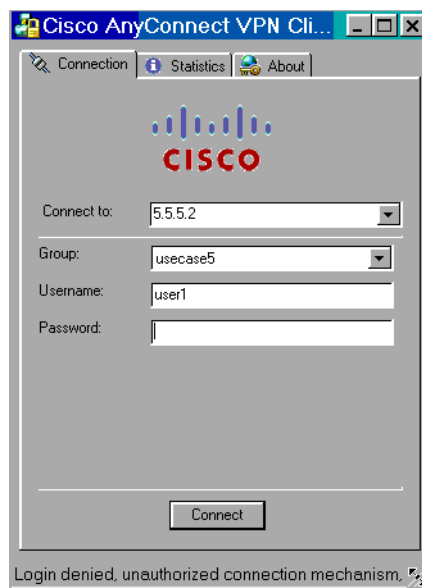 Cisco AnyConnect VPN Cli...
Connection Statistics About
CISCO
Connect to: 5.5.5.2
Group: usecase5
Username: user1
Password:
Connect
Login denied, unauthorized connection mechanism,